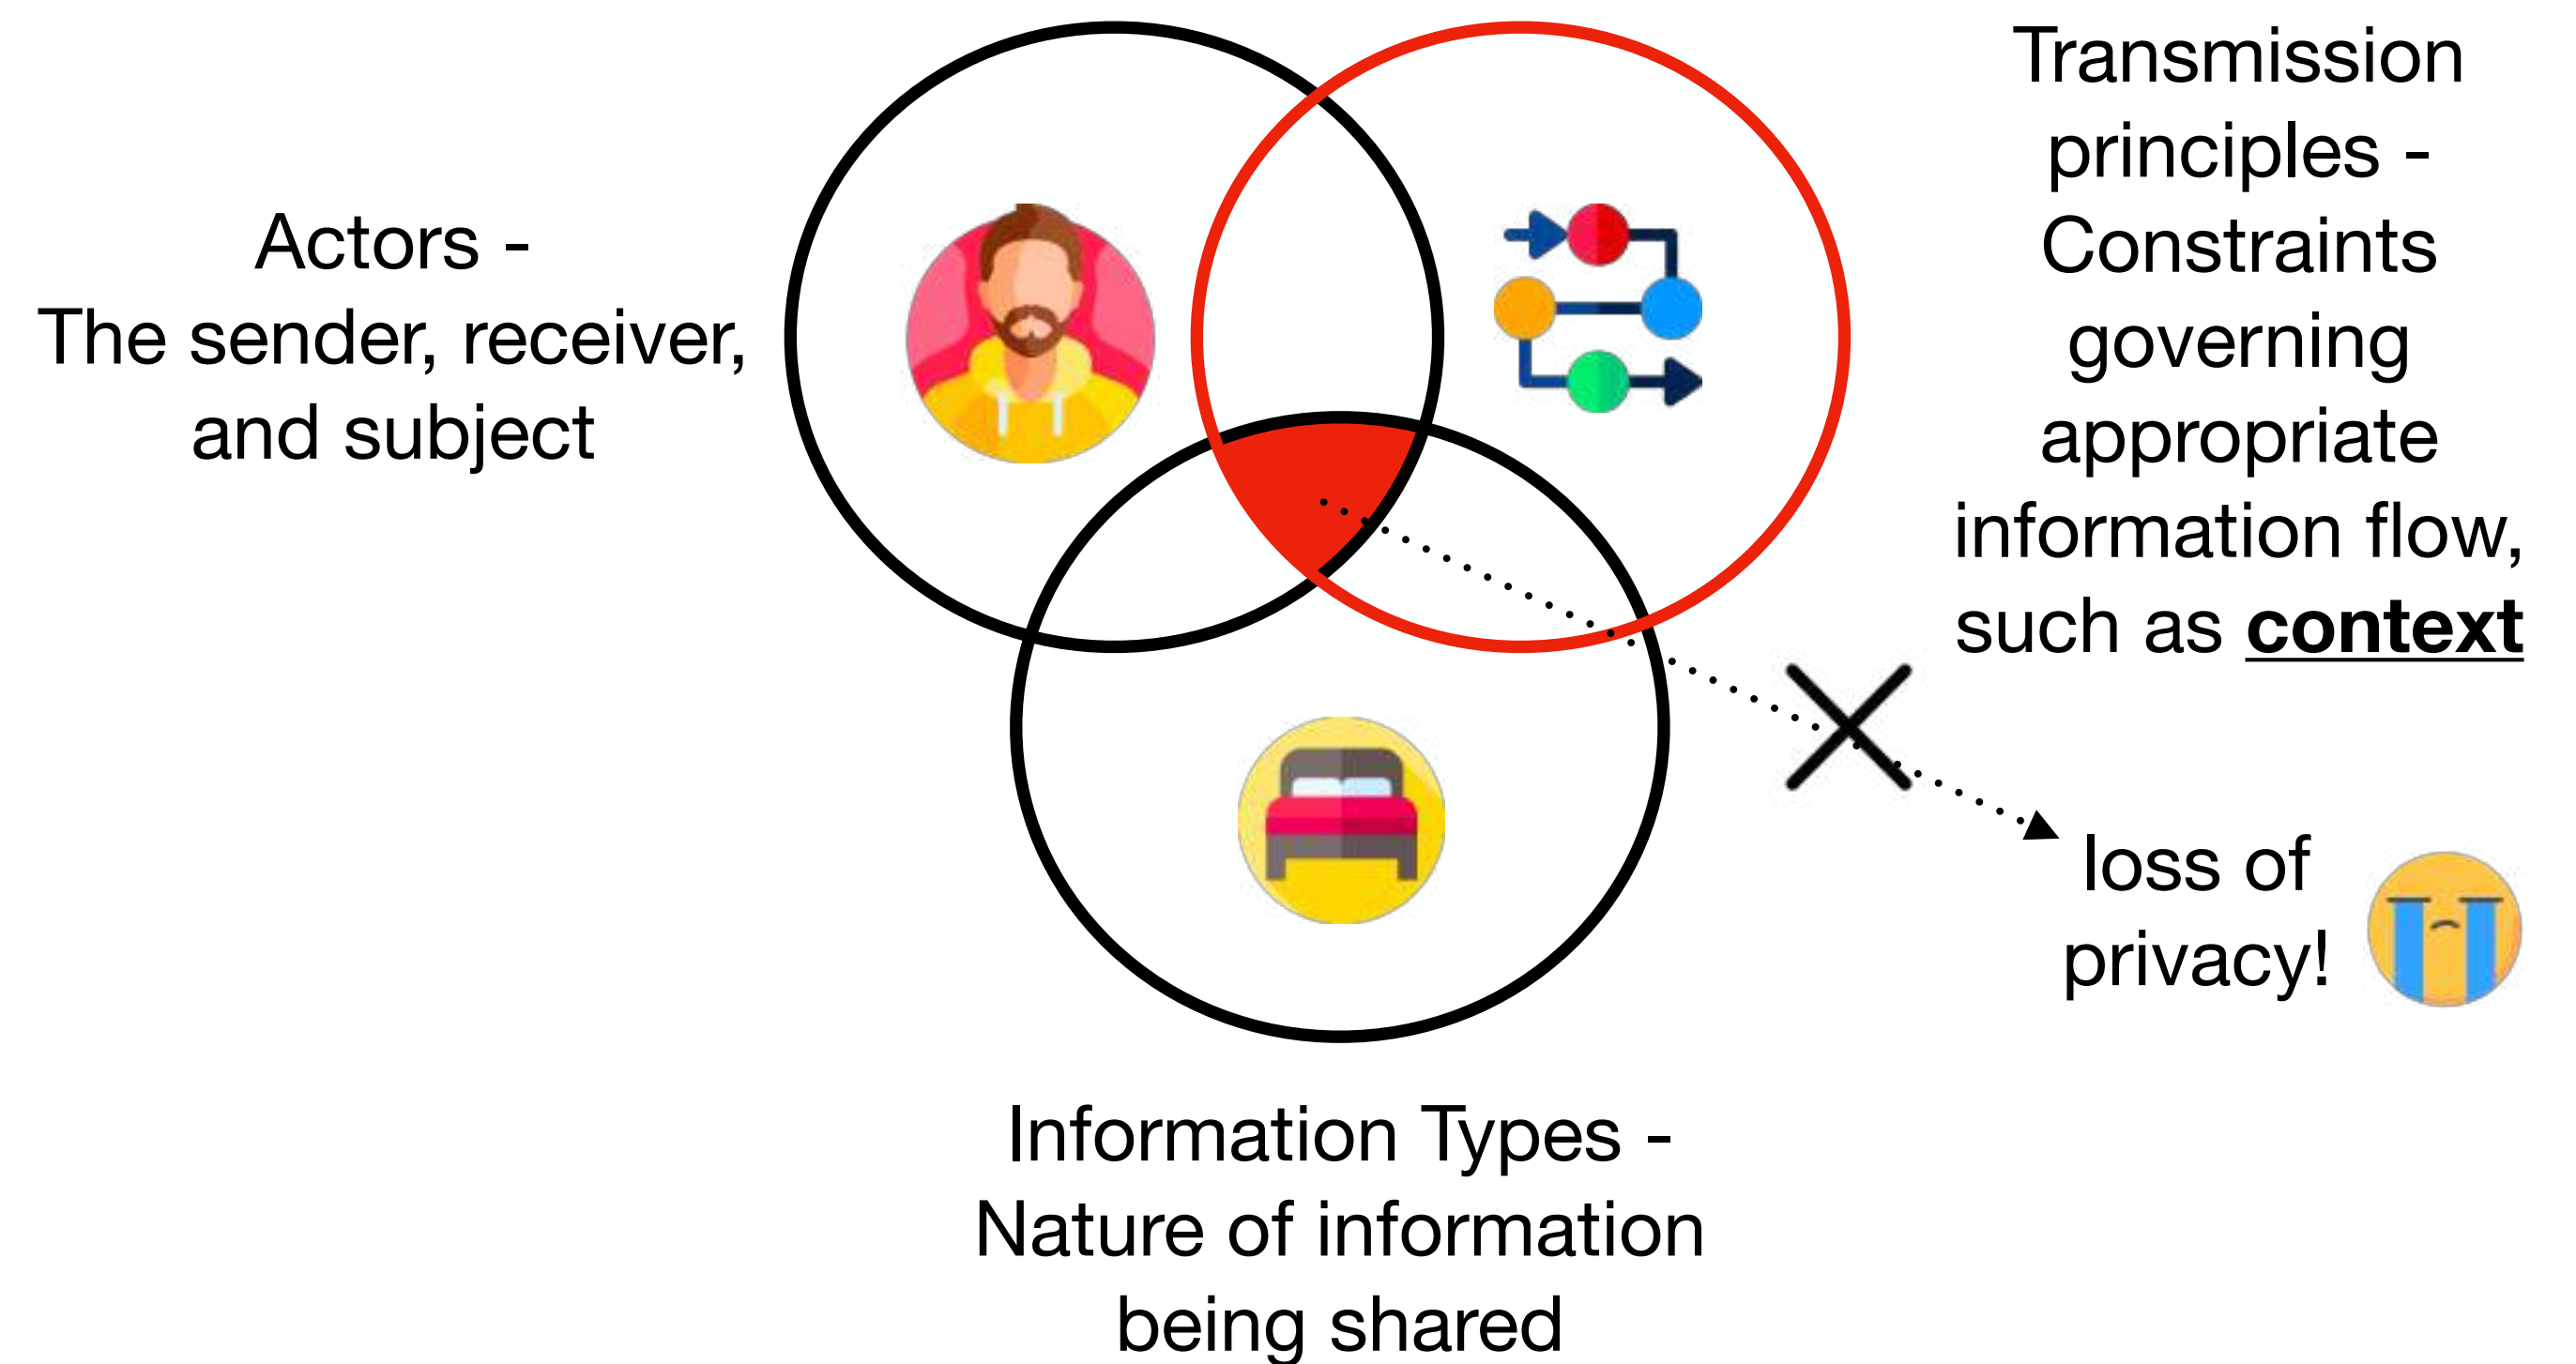 Actors -
The sender, receiver,
and subject
Transmission
principles -
Constraints
governing
appropriate
information flow,
such as context
loss of
privacy!
Information Types -
Nature of information
being shared